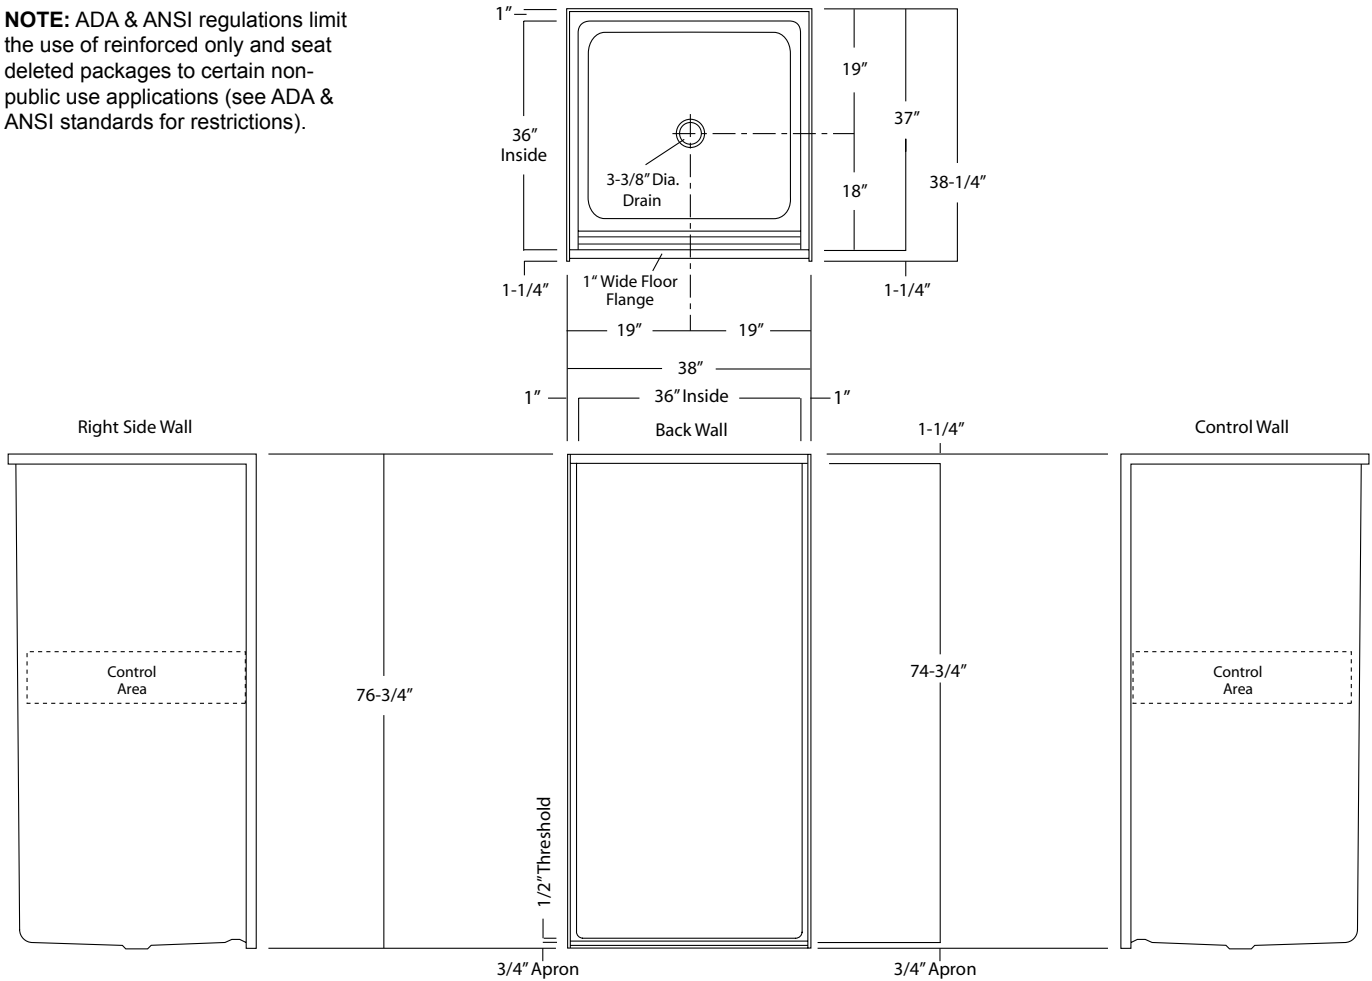 NOTE: ADA & ANSI regulations limit
the use of reinforced only and seat
deleted packages to certain non-
public use applications (see ADA &
ANSI standards for restrictions).
1”
36”
Inside
3-3/8” Dia.
Drain
19”
37”
18”
38-1/4”
1-1/4”
1“ Wide Floor
Flange
1-1/4”
19”
19”
38”
1”
36” Inside
1”
Right Side Wall
Back Wall
1-1/4”
Control Wall
Control
Area
76-3/4”
74-3/4”
Control
Area
1/2” Threshold
3/4” Apron
3/4” Apron